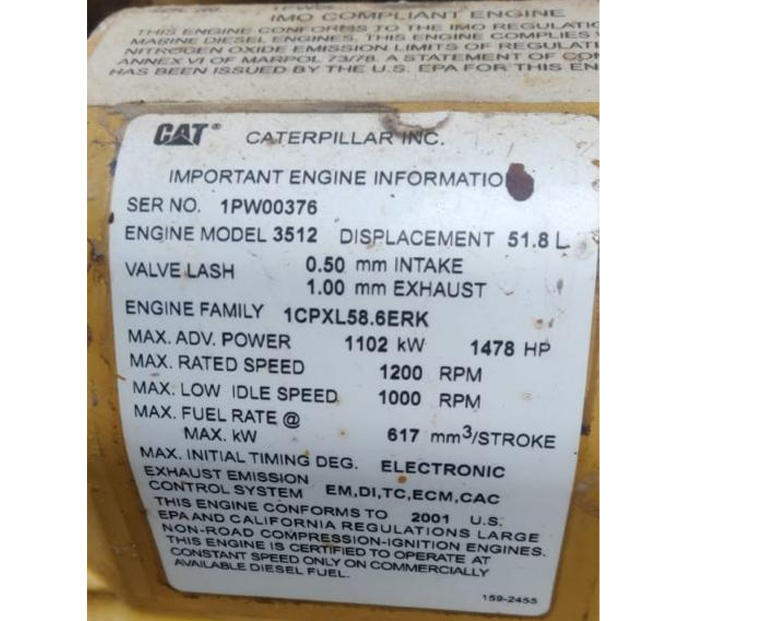 IMO COMPLIANT ENGINE
THIS ENGINE CONFORMS TO THE IMO
MARINE DIESEL ENGINES. THIS ENGINE COMPLIES
NITROGEN OXIDE EMISSION LIMITS OF
ANNEX VI OF MARPOL 73/78. A STATEMENT OF
HAS BEEN ISSUED BY THE U.S. EPA FOR THIS
CAT® CATERPILLAR INC.
IMPORTANT ENGINE INFORMATIO
SER NO. 1PW00376
ENGINE MODEL 3512 DISPLACEMENT 51.8 L
VALVE LASH 0.50 mm INTAKE
1.00 mm EXHAUST
ENGINE FAMILY 1CPXL58.6ERK
MAX. ADV. POWER 1102 kW 1478 HP
MAX. RATED SPEED 1200 RPM
MAX. LOW IDLE SPEED 1000 RPM
MAX. FUEL RATE @
MAX. kW 617 mm³/STROKE
MAX. INITIAL TIMING DEG. ELECTRONIC
EXHAUST EMISSION
CONTROL SYSTEM EM,DI,TC,ECM,CAC
THIS ENGINE CONFORMS TO 2001 U.S.
EPA AND CALIFORNIA REGULATIONS LARGE
NON-ROAD COMPRESSION-IGNITION ENGINES.
THIS ENGINE IS CERTIFIED TO OPERATE AT
CONSTANT SPEED ONLY ON COMMERCIALLY
AVAILABLE DIESEL FUEL.
159-2455